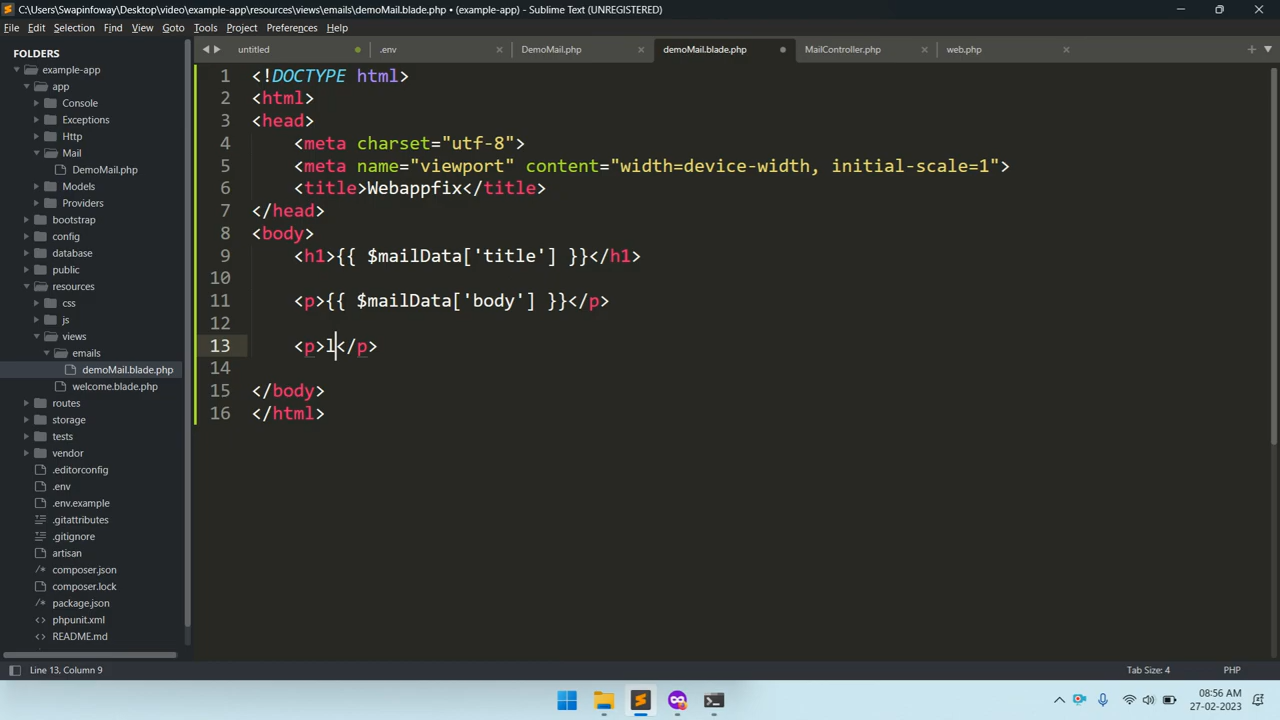 C:\Users\Swapinfoway\Desktop\video\example-app\resources\views\emails\demoMail.blade.php • (example-app) - Sublime Text (UNREGISTERED)
File Edit Selection Find View Goto Tools Project Preferences Help
FOLDERS
example-app
app
Console
Exceptions
Http
Mail
DemoMail.php
Models
Providers
bootstrap
config
database
public
resources
css
js
views
emails
demoMail.blade.php
welcome.blade.php
routes
storage
tests
vendor
.editorconfig
.env
.env.example
.gitattributes
.gitignore
artisan
composer.json
composer.lock
package.json
phpunit.xml
README.md
untitled .env DemoMail.php demoMail.blade.php MailController.php web.php
1 <!DOCTYPE html>
2 <html>
3 <head>
4 <meta charset="utf-8">
5 <meta name="viewport" content="width=device-width, initial-scale=1">
6 <title>Webappfix</title>
7 </head>
8 <body>
9 <h1>{{ $mailData['title'] }}</h1>
10
11 <p>{{ $mailData['body'] }}</p>
12
13 <p>l</p>
14
15 </body>
16 </html>
Line 13, Column 9 Tab Size: 4 PHP
08:56 AM
27-02-2023